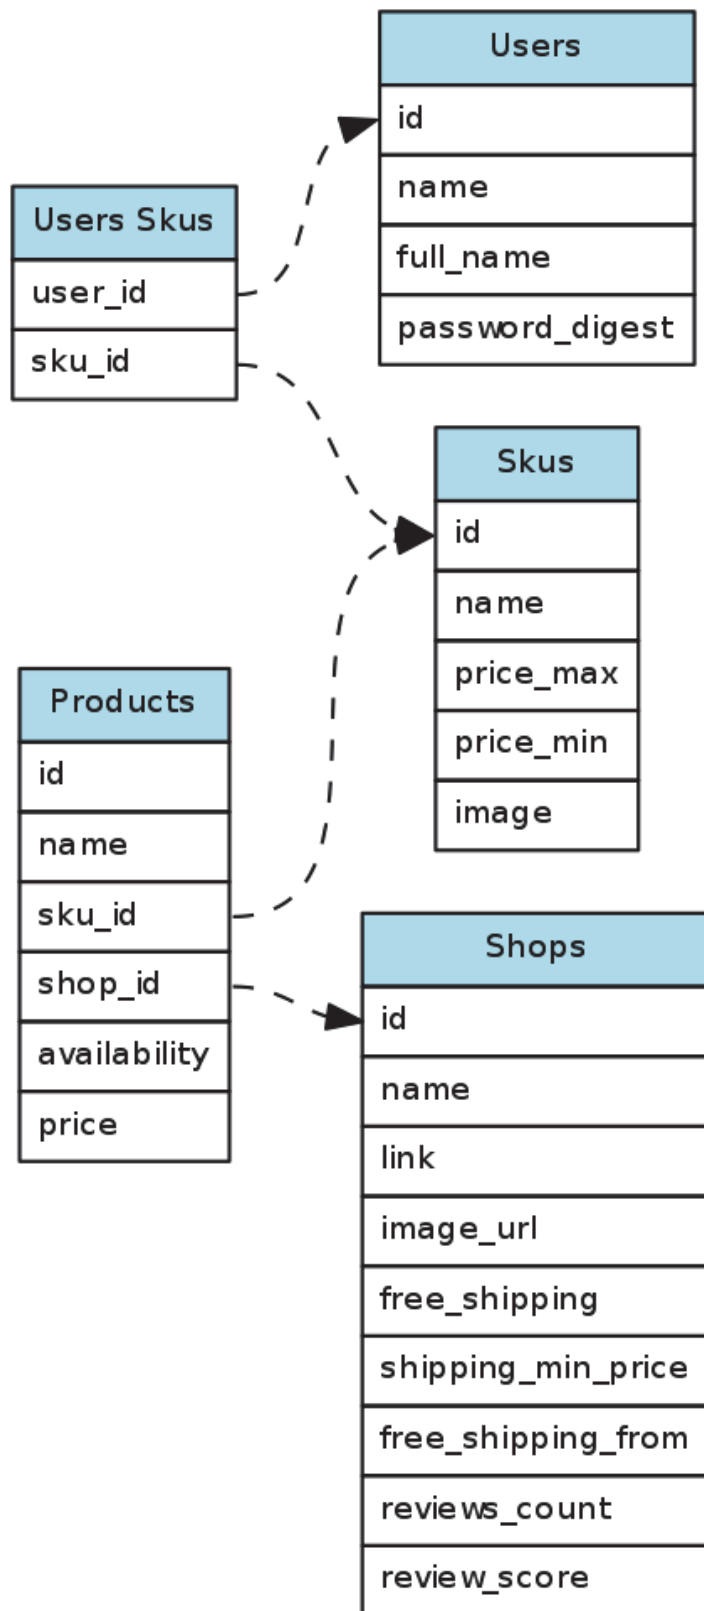 Users
id
name
full_name
password_digest
Users Skus
user_id
sku_id
Skus
id
name
price_max
price_min
image
Products
id
name
sku_id
shop_id
availability
price
Shops
id
name
link
image_url
free_shipping
shipping_min_price
free_shipping_from
reviews_count
review_score